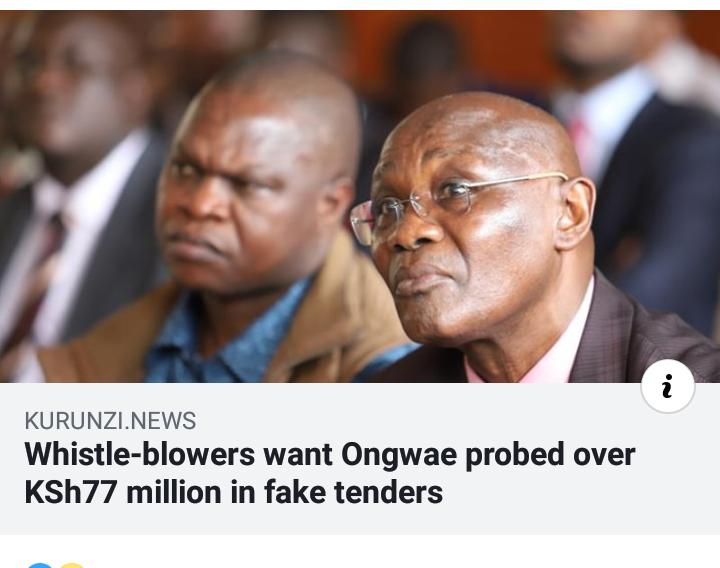 i
KURUNZI.NEWS
Whistle-blowers want Ongwae probed over
KSh77 million in fake tenders